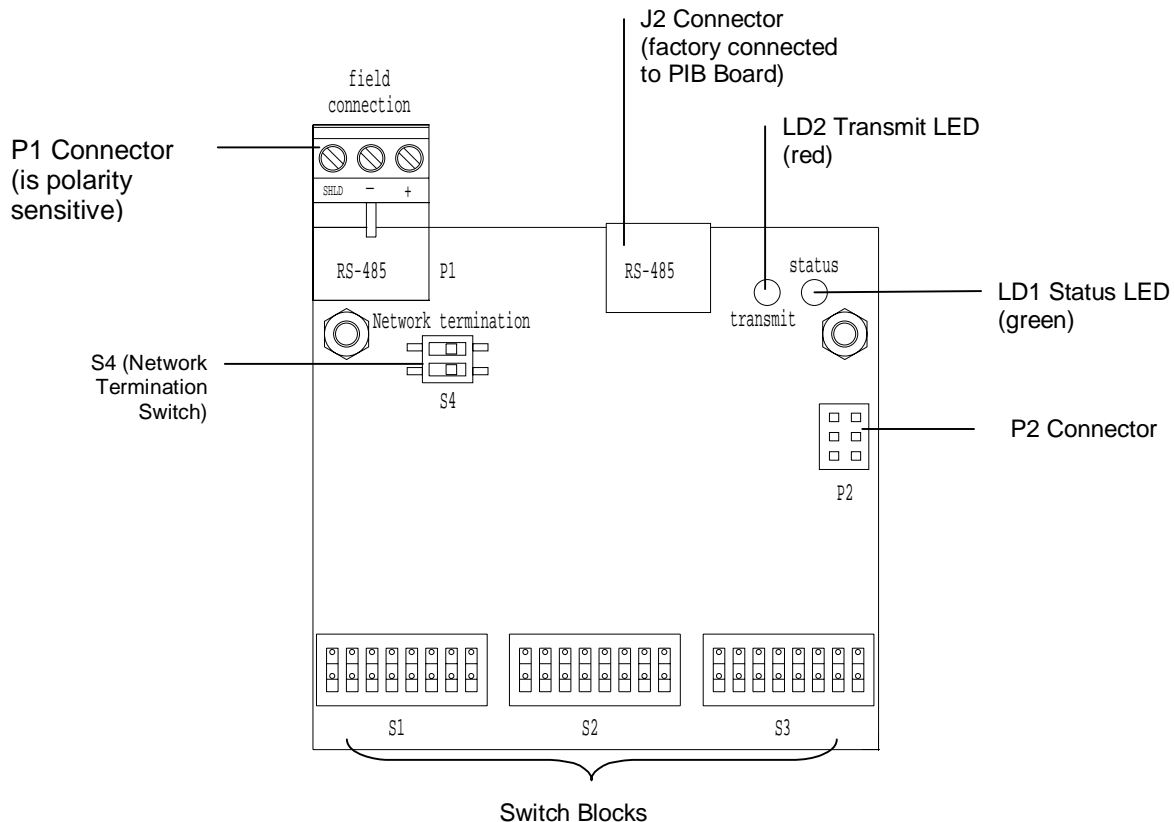 J2 Connector
(factory connected
to PIB Board)
field
connection
LD2 Transmit LED
(red)
P1 Connector
(is polarity
sensitive)
SHLD − +
RS-485
P1
RS-485
status
transmit
LD1 Status LED
(green)
Network termination
S4 (Network
Termination
Switch)
S4
P2 Connector
P2
S1
S2
S3
Switch Blocks